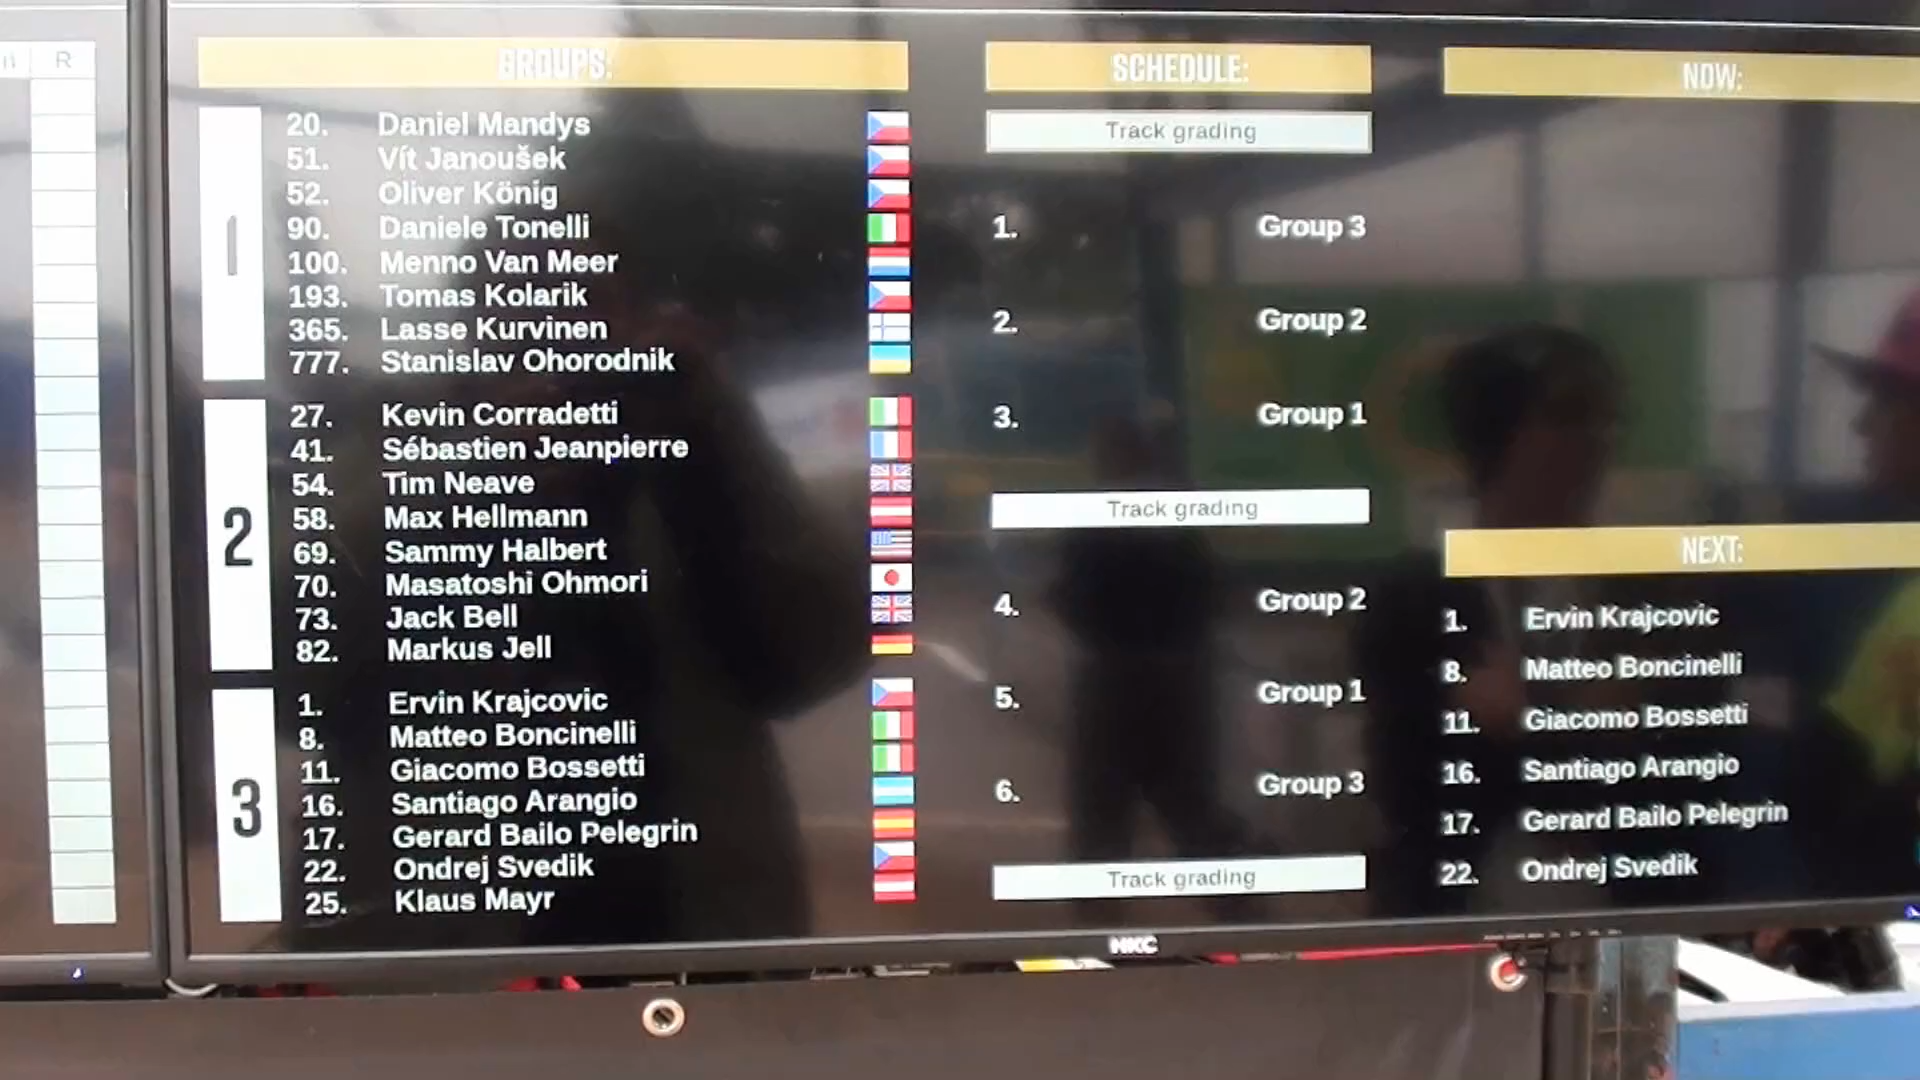 R
GROUPS:
1
20. Daniel Mandys
51. Vít Janoušek
52. Oliver König
90. Daniele Tonelli
100. Menno Van Meer
193. Tomas Kolarik
365. Lasse Kurvinen
777. Stanislav Ohorodnik
2
27. Kevin Corradetti
41. Sébastien Jeanpierre
54. Tim Neave
58. Max Hellmann
69. Sammy Halbert
70. Masatoshi Ohmori
73. Jack Bell
82. Markus Jell
3
1. Ervin Krajcovic
8. Matteo Boncinelli
11. Giacomo Bossetti
16. Santiago Arangio
17. Gerard Bailo Pelegrin
22. Ondrej Svedik
25. Klaus Mayr
SCHEDULE:
Track grading
1. Group 3
2. Group 2
3. Group 1
Track grading
4. Group 2
5. Group 1
6. Group 3
Track grading
NOW:
NEXT:
1. Ervin Krajcovic
8. Matteo Boncinelli
11. Giacomo Bossetti
16. Santiago Arangio
17. Gerard Bailo Pelegrin
22. Ondrej Svedik